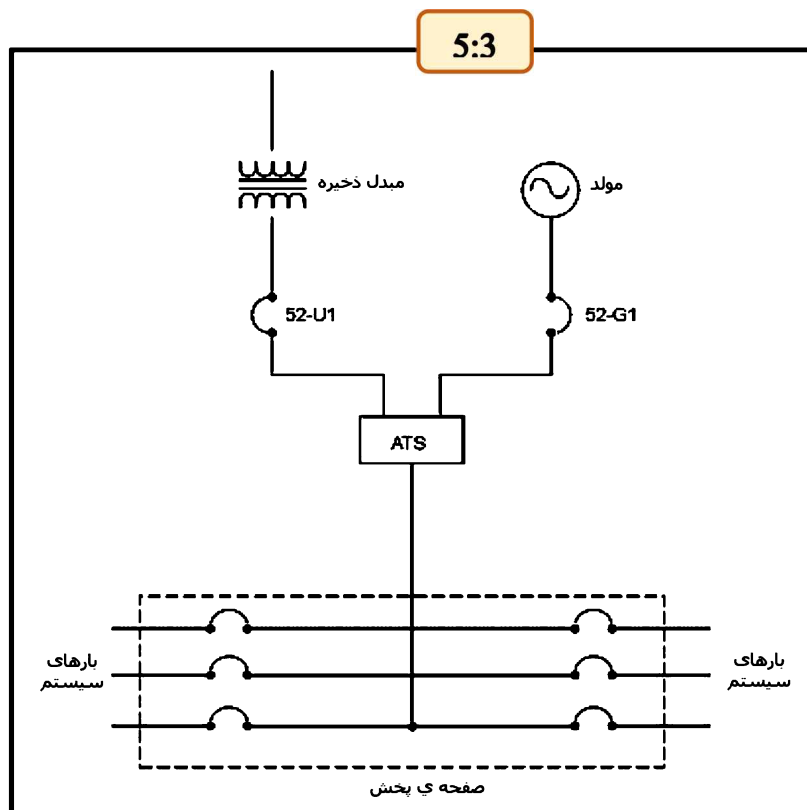 5:3
مبدل ذخیره
مولد
52-U1
52-G1
ATS
بارهای
سیستم
بارهای
سیستم
صفحه ي پخش